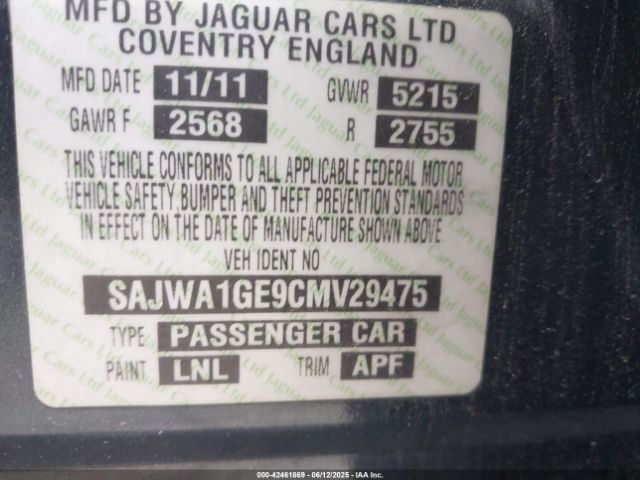 MFD BY JAGUAR CARS LTD
COVENTRY ENGLAND
MFD DATE 11/11 GVWR 5215
GAWR F 2568 R 2755
THIS VEHICLE CONFORMS TO ALL APPLICABLE FEDERAL MOTOR
VEHICLE SAFETY, BUMPER AND THEFT PREVENTION STANDARDS
IN EFFECT ON THE DATE OF MANUFACTURE SHOWN ABOVE
VEH IDENT NO
SAJWA1GE9CMV29475
TYPE PASSENGER CAR
PAINT LNL TRIM APF
000-42461869 - 06/12/2025 - IAA Inc.